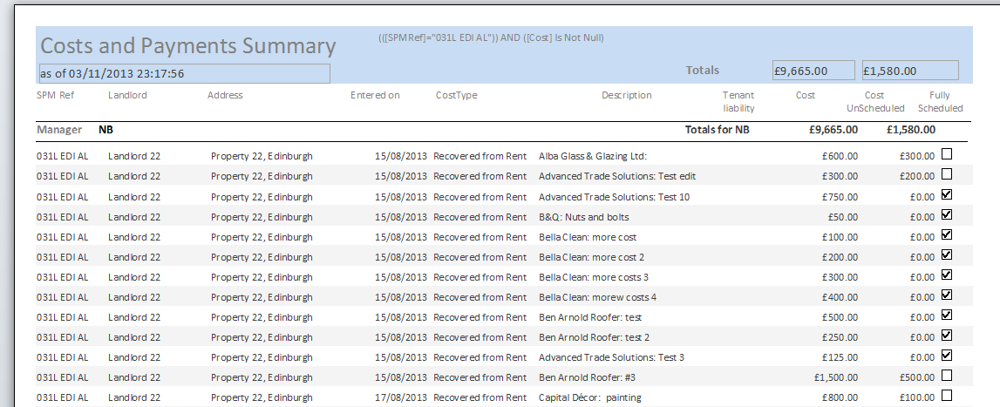 Costs and Payments Summary (([SPM Ref]="031L EDI AL")) AND ([Cost] Is Not Null)
as of 03/11/2013 23:17:56 Totals £9,665.00 £1,580.00
SPM Ref Landlord Address Entered on CostType Description Tenant liability Cost Cost UnScheduled Fully Scheduled
Manager NB Totals for NB £9,665.00 £1,580.00
031L EDI AL Landlord 22 Property 22, Edinburgh 15/08/2013 Recovered from Rent Alba Glass & Glazing Ltd: £600.00 £300.00
031L EDI AL Landlord 22 Property 22, Edinburgh 15/08/2013 Recovered from Rent Advanced Trade Solutions: Test edit £300.00 £200.00
031L EDI AL Landlord 22 Property 22, Edinburgh 15/08/2013 Recovered from Rent Advanced Trade Solutions: Test 10 £750.00 £0.00
031L EDI AL Landlord 22 Property 22, Edinburgh 15/08/2013 Recovered from Rent B&Q: Nuts and bolts £50.00 £0.00
031L EDI AL Landlord 22 Property 22, Edinburgh 15/08/2013 Recovered from Rent Bella Clean: more cost £100.00 £0.00
031L EDI AL Landlord 22 Property 22, Edinburgh 15/08/2013 Recovered from Rent Bella Clean: more cost 2 £200.00 £0.00
031L EDI AL Landlord 22 Property 22, Edinburgh 15/08/2013 Recovered from Rent Bella Clean: more costs 3 £300.00 £0.00
031L EDI AL Landlord 22 Property 22, Edinburgh 15/08/2013 Recovered from Rent Bella Clean: morew costs 4 £400.00 £0.00
031L EDI AL Landlord 22 Property 22, Edinburgh 15/08/2013 Recovered from Rent Ben Arnold Roofer: test £500.00 £0.00
031L EDI AL Landlord 22 Property 22, Edinburgh 15/08/2013 Recovered from Rent Ben Arnold Roofer: test 2 £250.00 £0.00
031L EDI AL Landlord 22 Property 22, Edinburgh 15/08/2013 Recovered from Rent Advanced Trade Solutions: Test 3 £125.00 £0.00
031L EDI AL Landlord 22 Property 22, Edinburgh 15/08/2013 Recovered from Rent Ben Arnold Roofer: #3 £1,500.00 £500.00
031L EDI AL Landlord 22 Property 22, Edinburgh 17/08/2013 Recovered from Rent Capital Décor: painting £800.00 £100.00